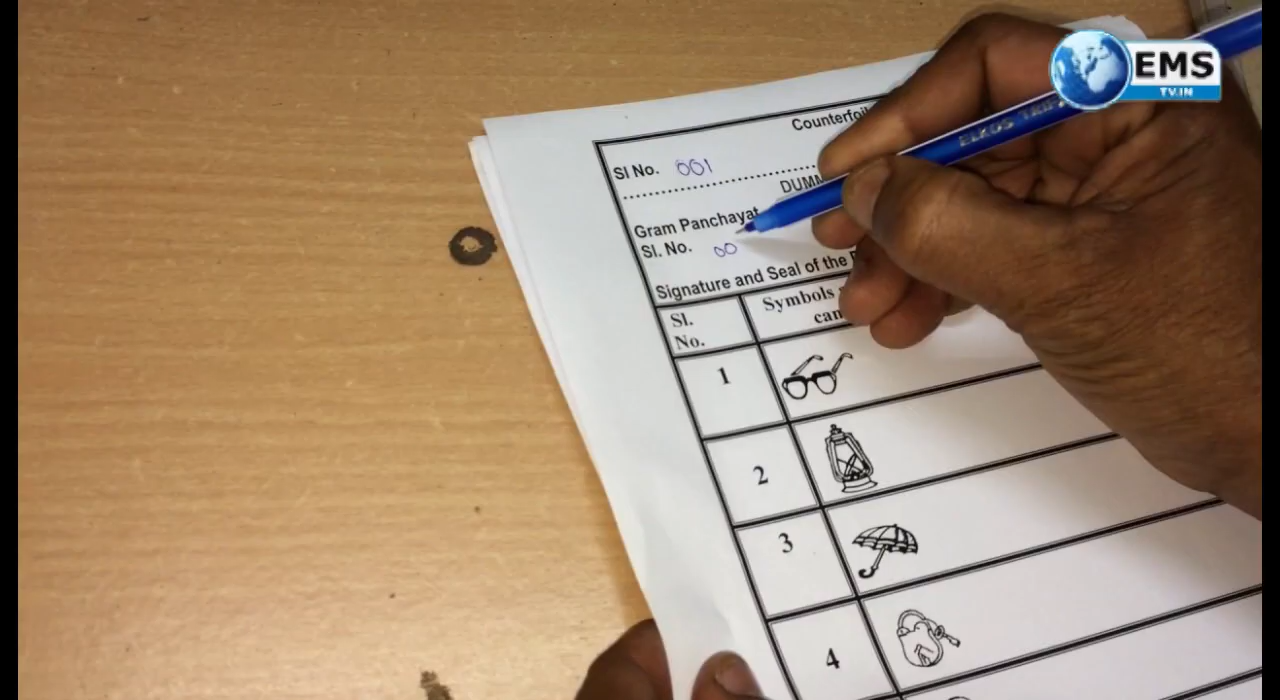 EMS
TV.IN
Counterfoil
Sl No. 001
Gram Panchayat
Sl. No. 00
Signature and Seal of the
Sl.
No.
Symbols
1
2
3
4